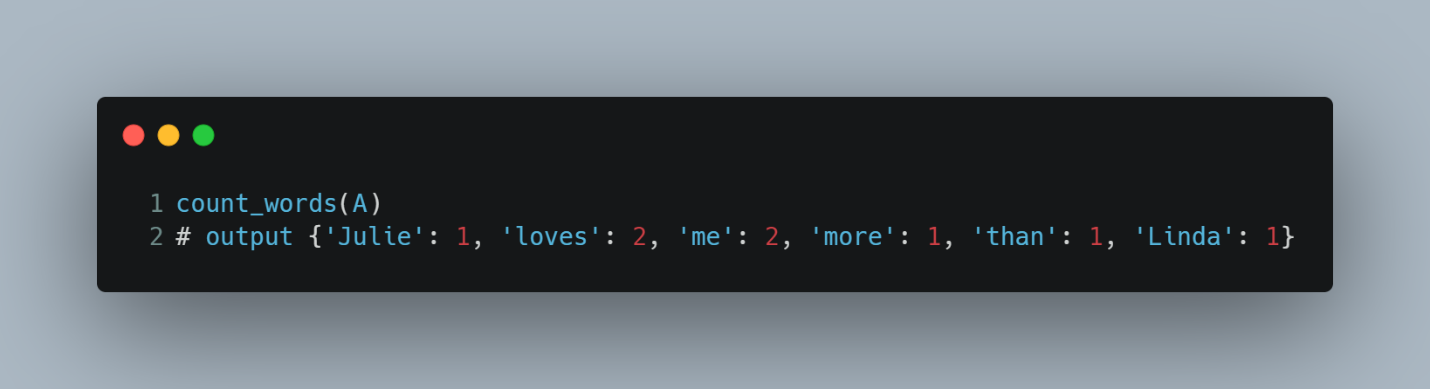 1 count_words(A)
2 # output {'Julie': 1, 'loves': 2, 'me': 2, 'more': 1, 'than': 1, 'Linda': 1}